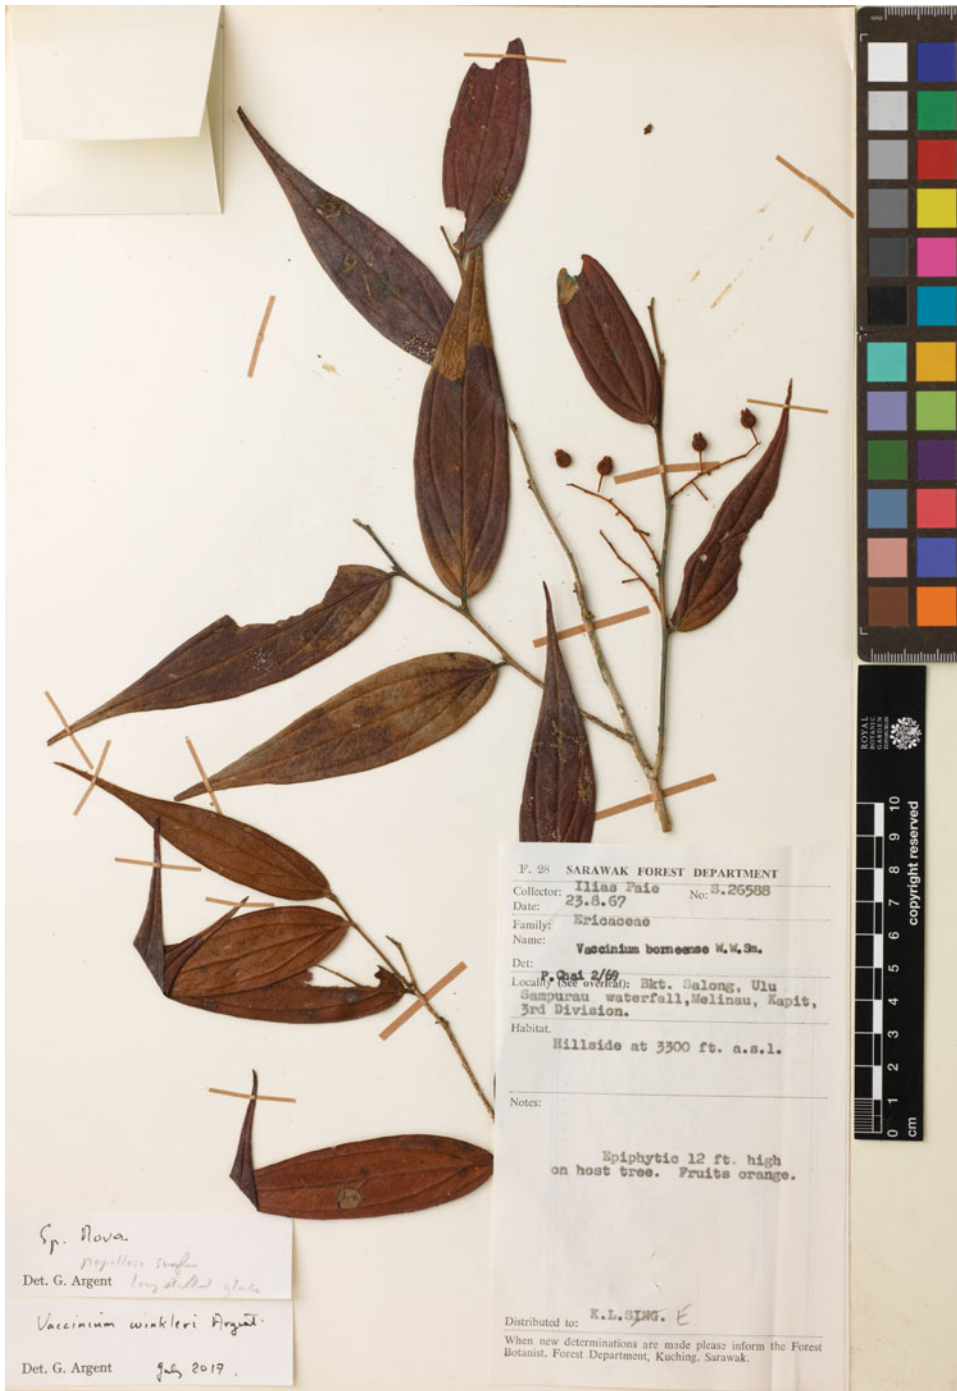 F. 28 SARAWAK FOREST DEPARTMENT
Collector: Ilias Paie No: S.26588
Date: 23.8.67
Family: Ericaceae
Name: Vaccinium borneense W.W.Sm.
Det: P.Chai 2/69
Locality (See overleaf): Bkt. Salong, Ulu
Sampurau waterfall,Melinau, Kapit,
3rd Division.
Habitat.
Hillside at 3300 ft. a.s.l.
Notes:
Epiphytic 12 ft. high
on host tree. Fruits orange.
Distributed to: K.L.SING. E
When new determinations are made please inform the Forest
Botanist, Forest Department, Kuching, Sarawak.
Sp. Nova.
Det. G. Argent
Vaccinium winkleri Argent.
Det. G. Argent July 2017.
ROYAL
BOTANIC
GARDEN
EDINBURGH
0 1 2 3 4 5 6 7 8 9 10
cm
copyright reserved